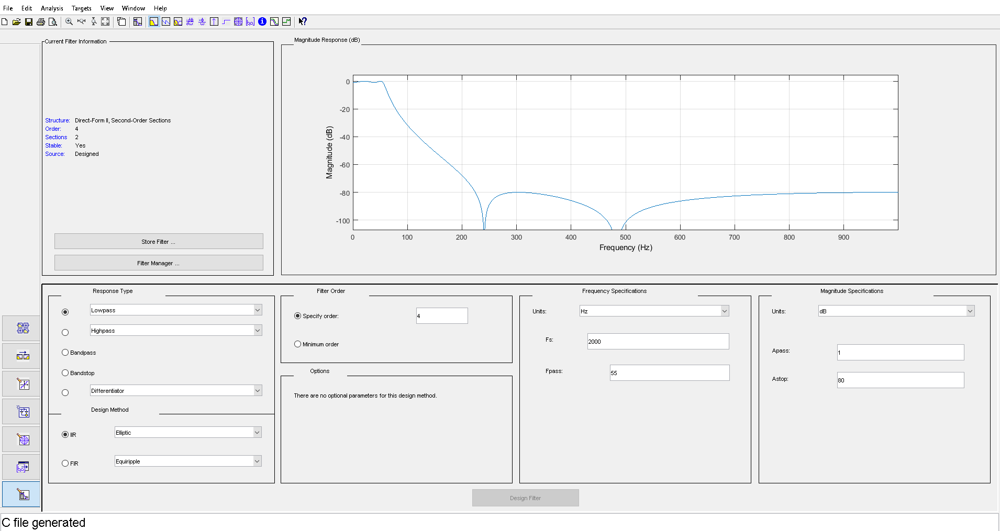 File Edit Analysis Targets View Window Help
Current Filter Information
Structure: Direct-Form II, Second-Order Sections
Order: 4
Sections 2
Stable: Yes
Source: Designed
Store Filter ...
Filter Manager ...
Magnitude Response (dB)
0
-20
-40
-60
-80
-100
Magnitude (dB)
0 100 200 300 400 500 600 700 800 900
Frequency (Hz)
Response Type
Lowpass
Highpass
Bandpass
Bandstop
Differentiator
Design Method
IIR Elliptic
FIR Equiripple
Filter Order
Specify order: 4
Minimum order
Options
There are no optional parameters for this design method.
Frequency Specifications
Units: Hz
Fs: 2000
Fpass: 55
Magnitude Specifications
Units: dB
Apass: 1
Astop: 80
Design Filter
C file generated